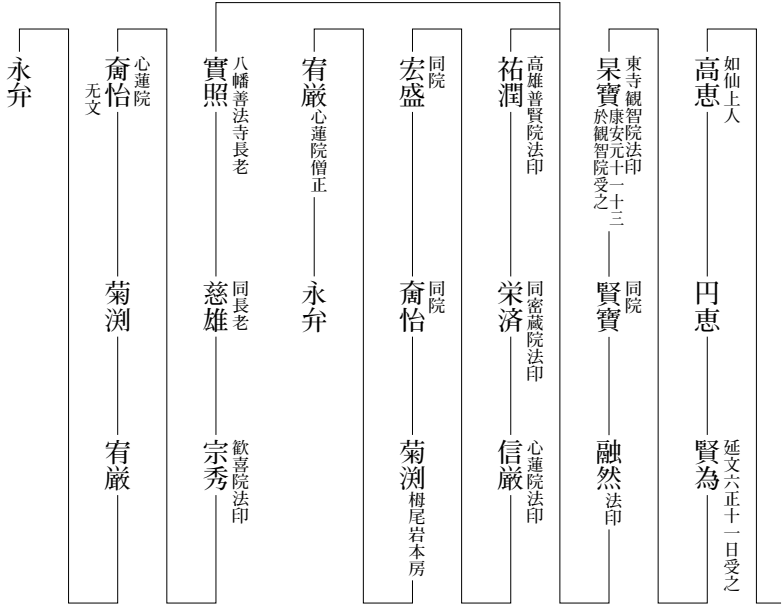 如仙上人
高恵
円恵
賢為
延文六正十一日受之
東寺観智院法印
杲寶
康安元十一十三
於観智院受之
同院
賢寶
融然
法印
高雄普賢院法印
祐潤
同密蔵院法印
栄済
心蓮院法印
信厳
同院
宏盛
同院
奝怡
菊渕
栂尾岩本房
宥厳
心蓮院僧正
永弁
八幡善法寺長老
實照
同長老
慈雄
歓喜院法印
宗秀
心蓮院
奝怡
无文
菊渕
宥厳
永弁